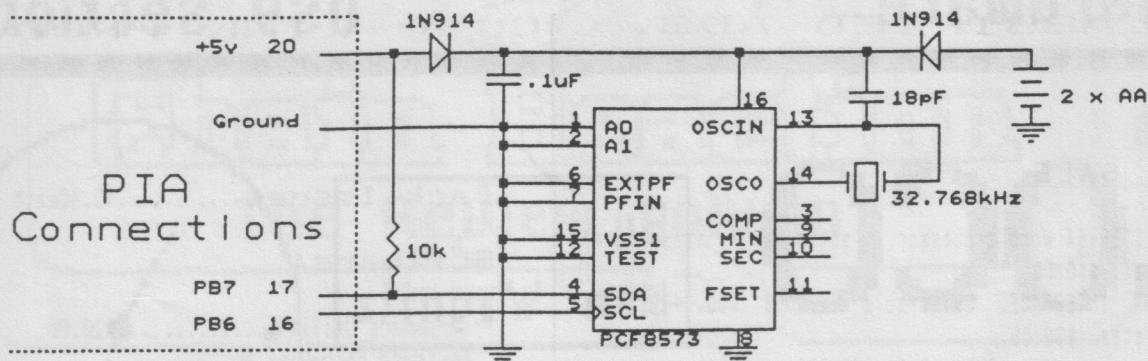 1N914
1N914
+5v 20
.1uF
16
18pF
2 x AA
Ground
1 A0 OSCIN 13
2 A1
PIA
Connections
6 EXTPF OSCO 14
7 PFIN
32.768kHz
COMP 3
15 VSS1 MIN 9
12 TEST SEC 10
10k
PB7 17
4 SDA FSET 11
PB6 16
5 SCL
PCF8573 8